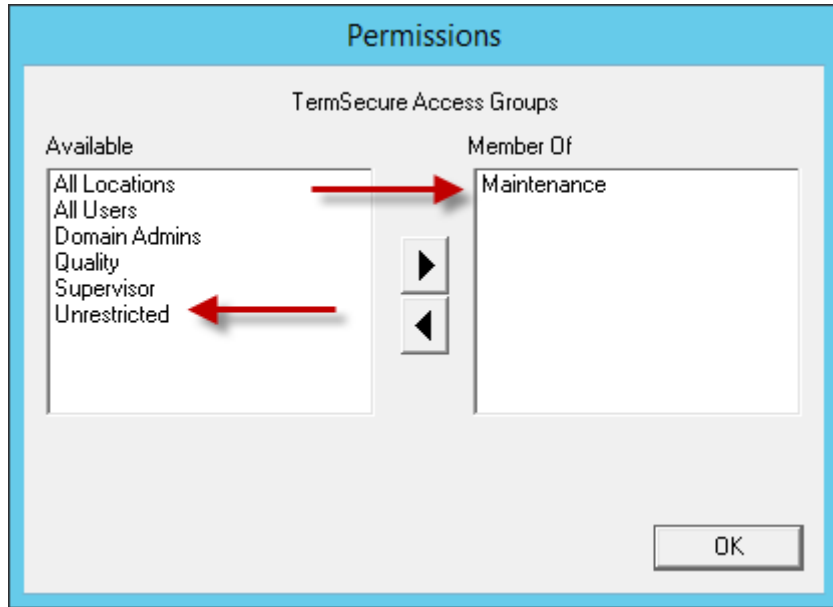 Permissions
TermSecure Access Groups
Available
Member Of
All Locations
All Users
Domain Admins
Quality
Supervisor
Unrestricted
Maintenance
OK